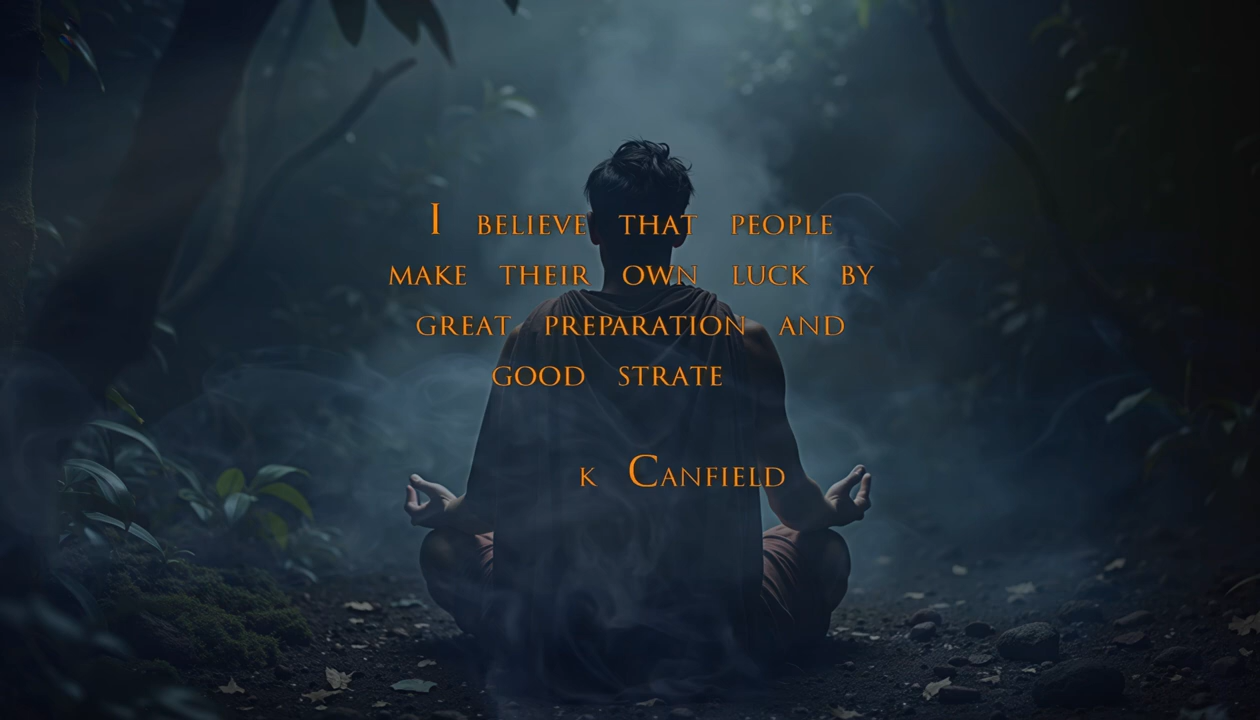 I believe that people
make their own luck by
great preparation and
good strate
k Canfield